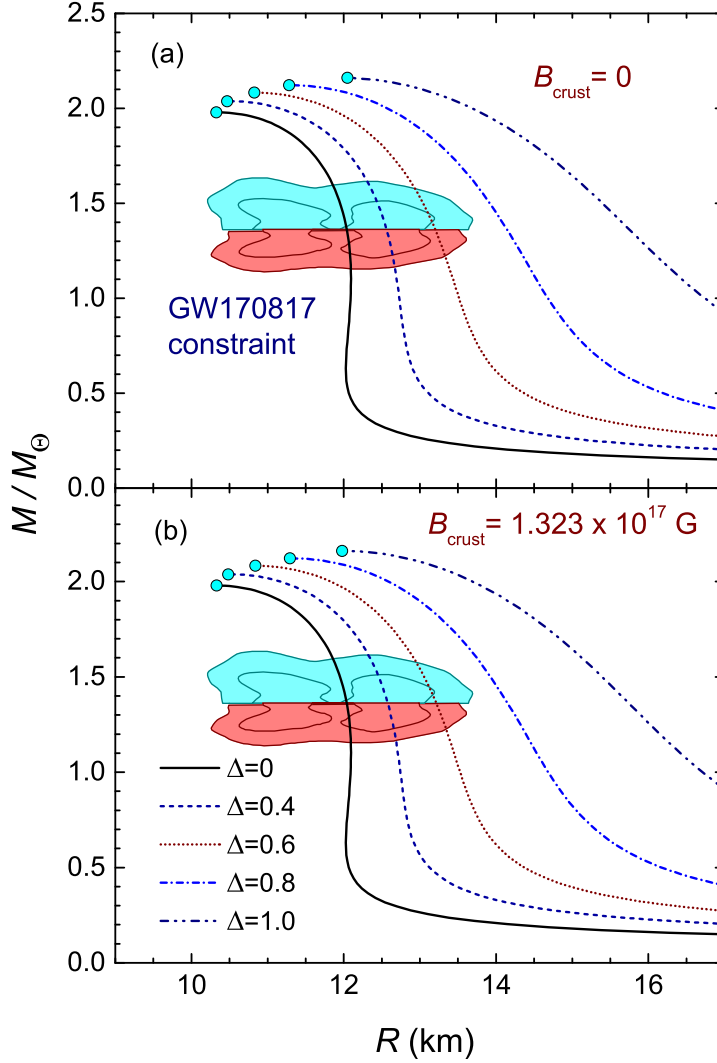 2.5
(a)
B_crust = 0
2.0
1.5
1.0
GW170817
constraint
0.5
0.0
M / M_Θ
(b)
B_crust = 1.323 x 10^17 G
2.0
1.5
1.0
Δ=0
Δ=0.4
Δ=0.6
Δ=0.8
Δ=1.0
0.5
0.0
10 12 14 16
R (km)